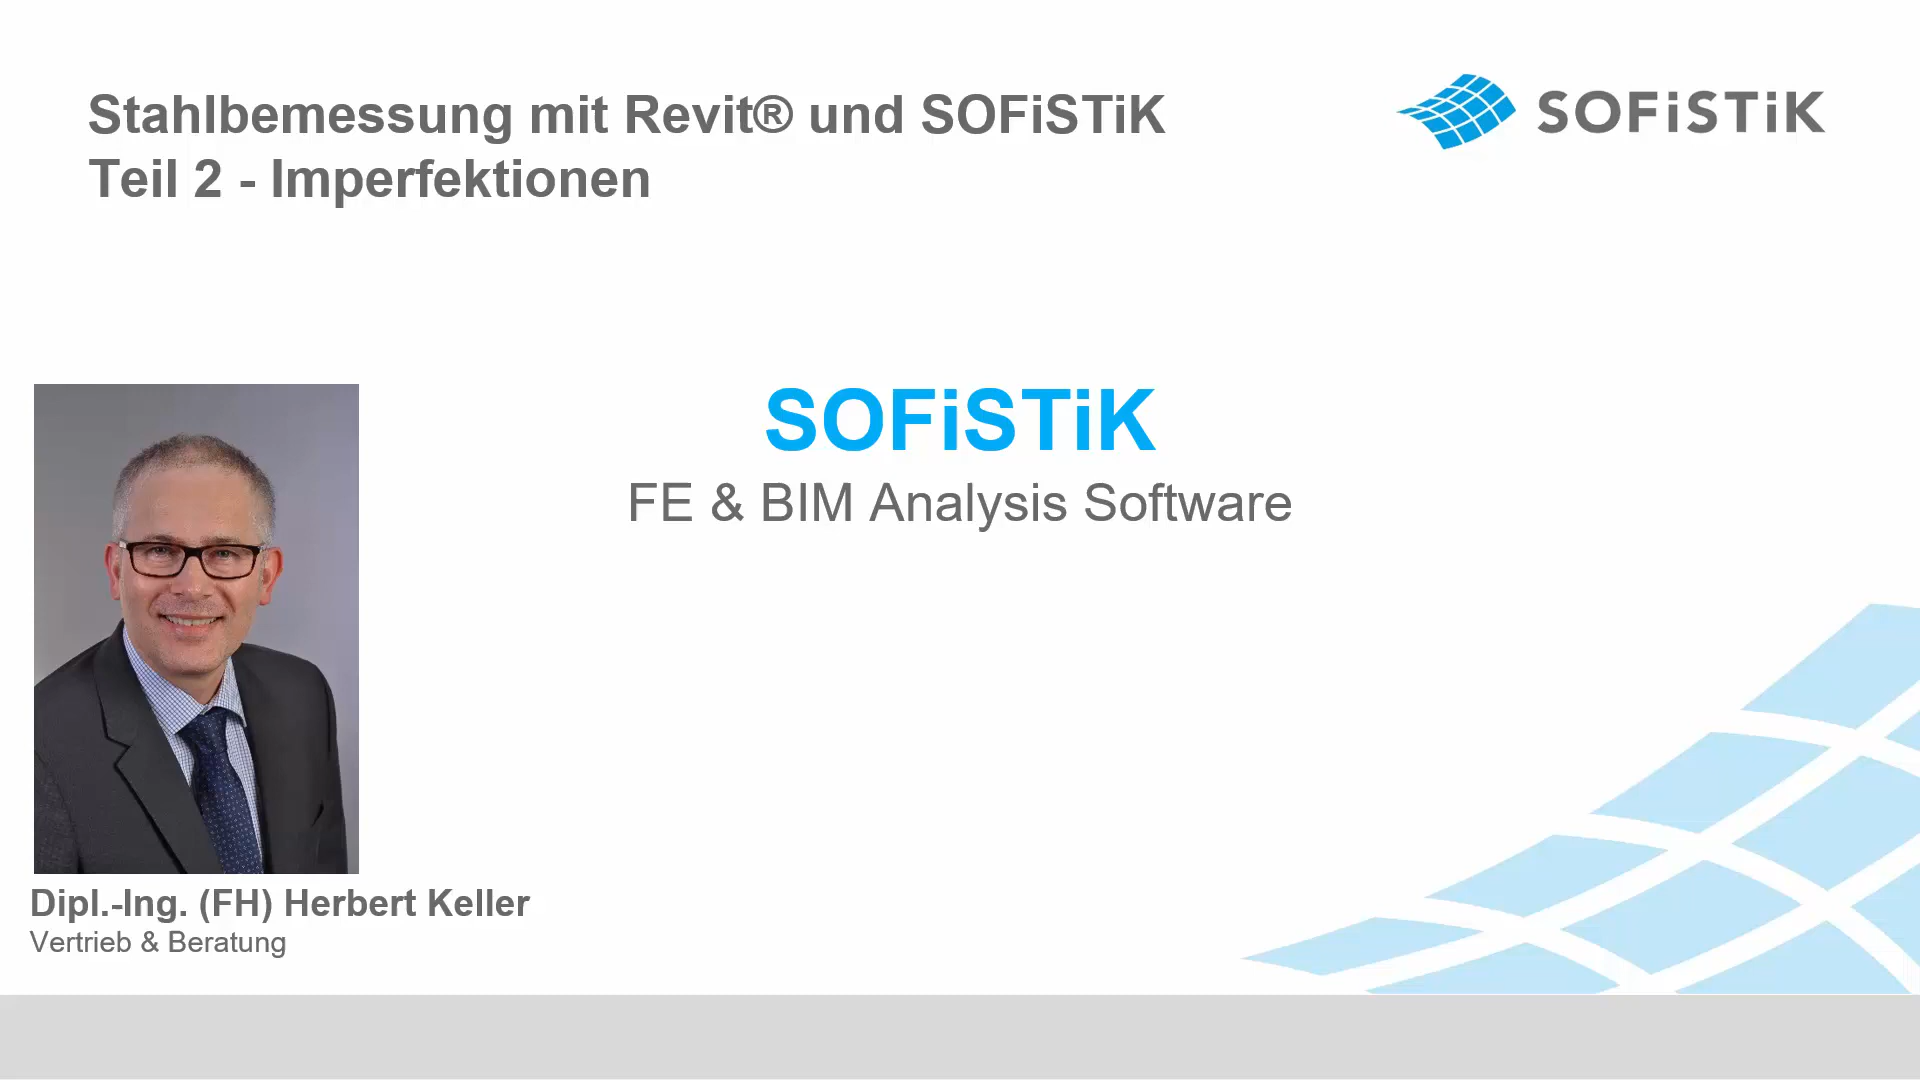 Stahlbemessung mit Revit® und SOFiSTiK
Teil 2 - Imperfektionen
SOFiSTiK
SOFiSTiK
FE & BIM Analysis Software
Dipl.-Ing. (FH) Herbert Keller
Vertrieb & Beratung